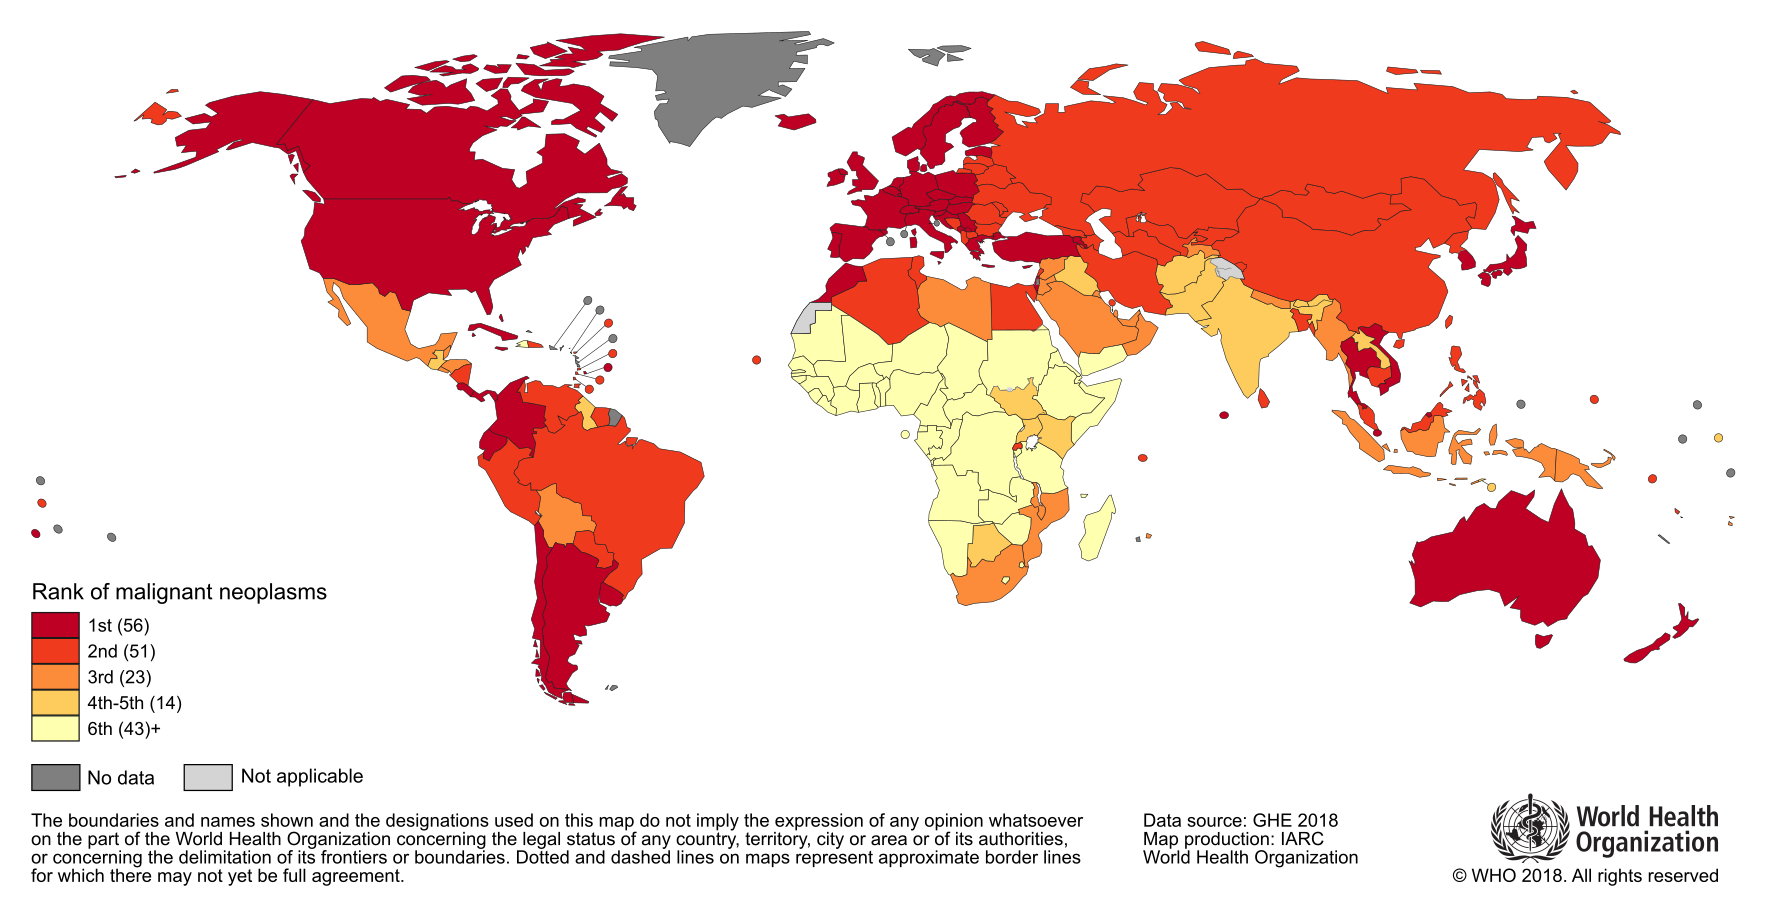 Rank of malignant neoplasms
1st (56)
2nd (51)
3rd (23)
4th-5th (14)
6th (43)+
No data
Not applicable
The boundaries and names shown and the designations used on this map do not imply the expression of any opinion whatsoever
on the part of the World Health Organization concerning the legal status of any country, territory, city or area or of its authorities,
or concerning the delimitation of its frontiers or boundaries. Dotted and dashed lines on maps represent approximate border lines
for which there may not yet be full agreement.
Data source: GHE 2018
Map production: IARC
World Health Organization
World Health
Organization
© WHO 2018. All rights reserved